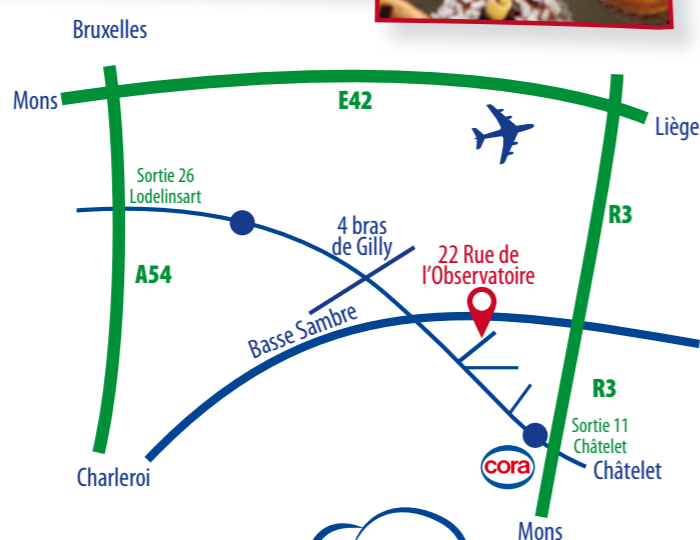 Bruxelles
Mons
E42
Liège
Sortie 26
Lodelinsart
R3
4 bras
de Gilly
22 Rue de
l'Observatoire
A54
Basse Sambre
R3
Sortie 11
Châtelet
cora
Châtelet
Charleroi
Mons